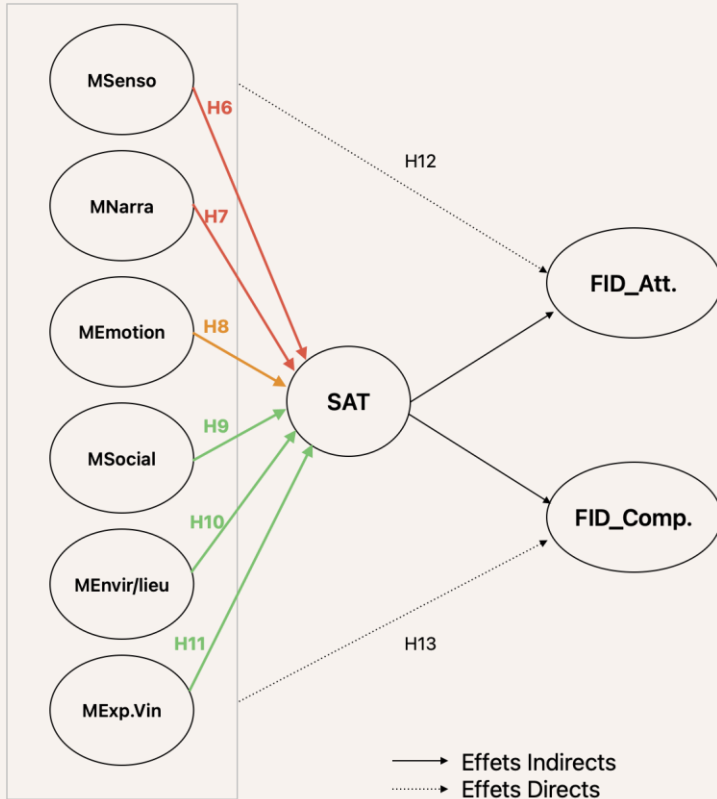 MSenso
H6
H12
MNarra
H7
FID_Att.
MEmotion
H8
SAT
MSocial
H9
H10
FID_Comp.
MEnvir/lieu
H11
H13
MExp.Vin
Effets Indirects
Effets Directs